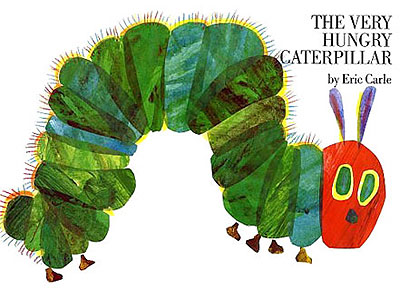 THE VERY
HUNGRY
CATERPILLAR
by Eric Carle